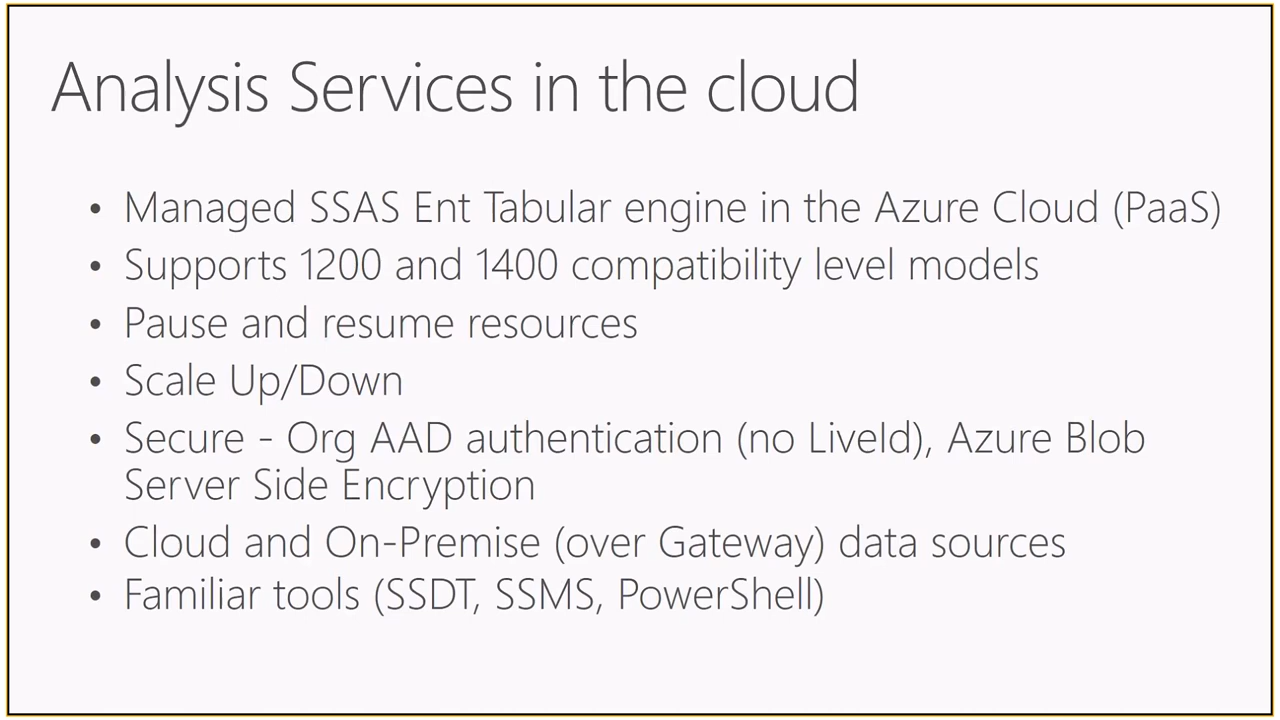 Analysis Services in the cloud
• Managed SSAS Ent Tabular engine in the Azure Cloud (PaaS)
• Supports 1200 and 1400 compatibility level models
• Pause and resume resources
• Scale Up/Down
• Secure - Org AAD authentication (no LiveId), Azure Blob
Server Side Encryption
• Cloud and On-Premise (over Gateway) data sources
• Familiar tools (SSDT, SSMS, PowerShell)